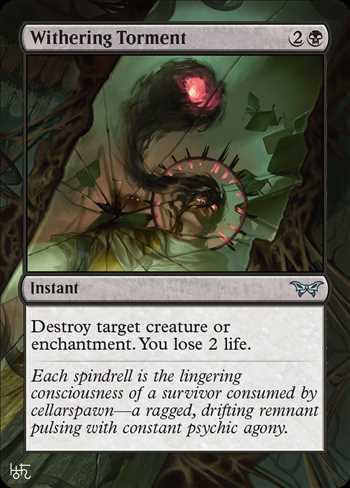 Withering Torment 2
Instant
Destroy target creature or
enchantment. You lose 2 life.
Each spindrell is the lingering
consciousness of a survivor consumed by
cellarspawn—a ragged, drifting remnant
pulsing with constant psychic agony.